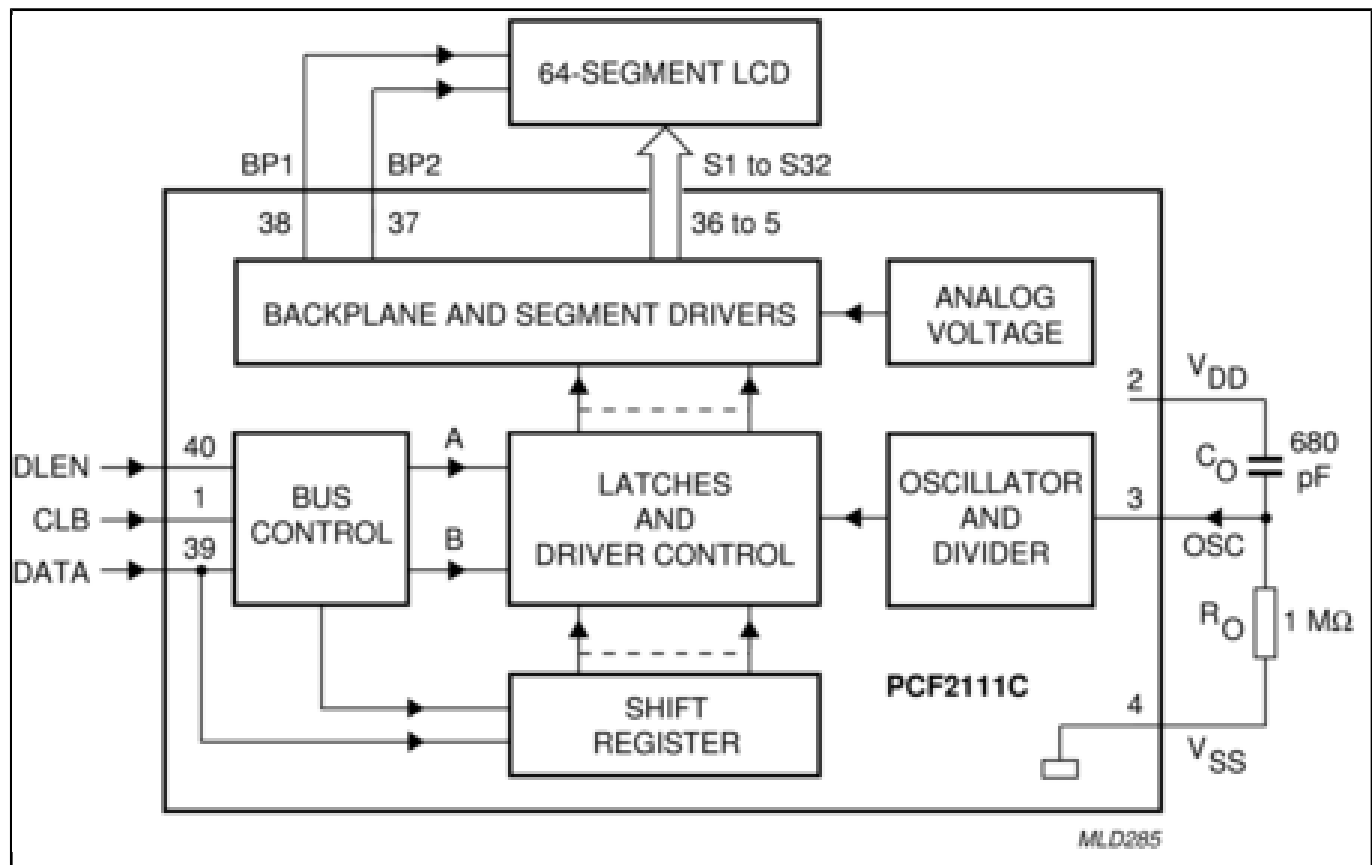 64-SEGMENT LCD
BP1
BP2
S1 to S32
38
37
36 to 5
BACKPLANE AND SEGMENT DRIVERS
ANALOG
VOLTAGE
2
VDD
DLEN
40
CLB
1
DATA
39
BUS
CONTROL
A
B
LATCHES
AND
DRIVER CONTROL
OSCILLATOR
AND
DIVIDER
CO
680
pF
3
OSC
RO
1 MΩ
SHIFT
REGISTER
PCF2111C
4
VSS
MLD285